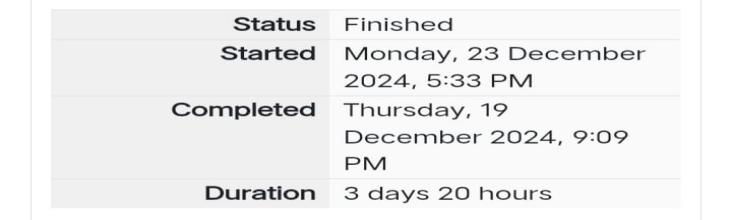 Status Finished
Started Monday, 23 December
2024, 5:33 PM
Completed Thursday, 19
December 2024, 9:09
PM
Duration 3 days 20 hours